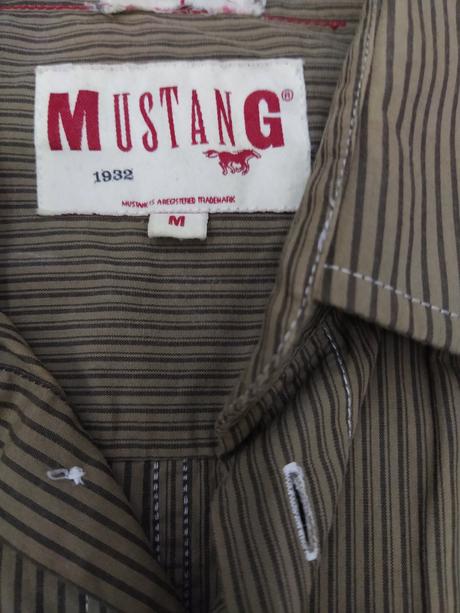 MUSTANG®
1932
MUSTANG IS A REGISTERED TRADEMARK
M